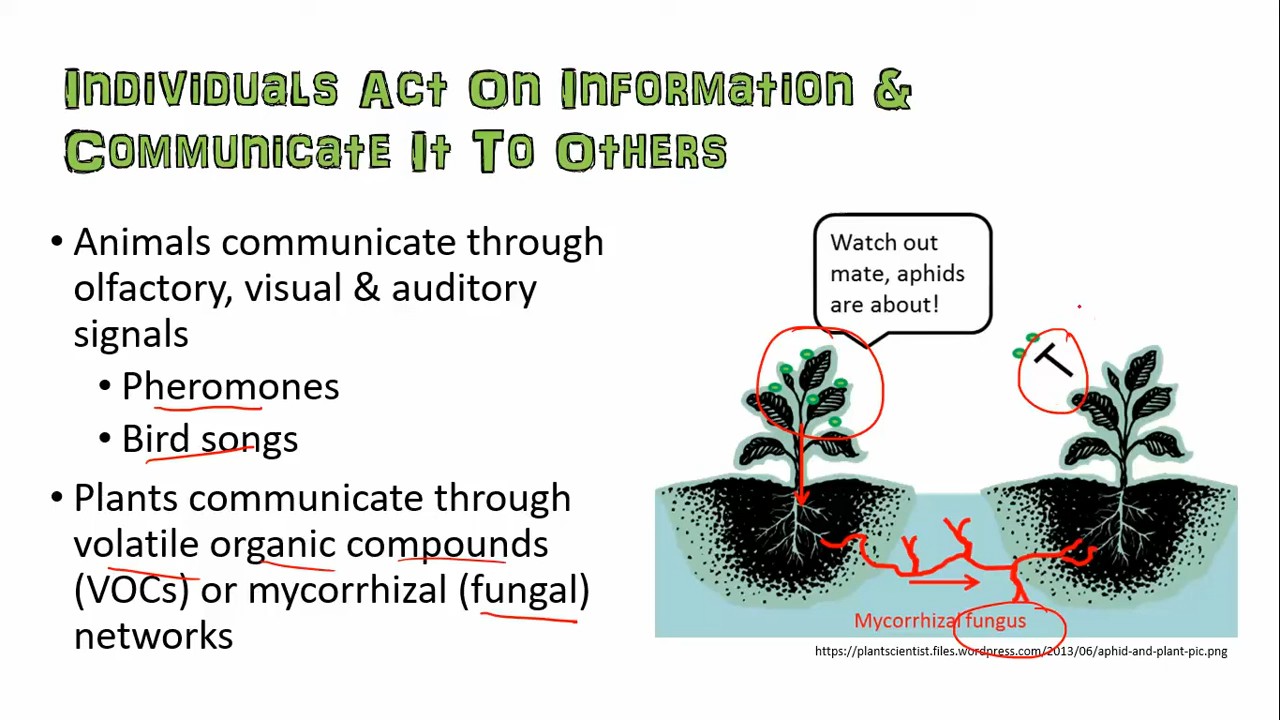 Individuals Act On Information &
Communicate It To Others
• Animals communicate through
olfactory, visual & auditory
signals
• Pheromones
• Bird songs
• Plants communicate through
volatile organic compounds
(VOCs) or mycorrhizal (fungal)
networks
Watch out
mate, aphids
are about!
Mycorrhizal fungus
https://plantscientist.files.wordpress.com/2013/06/aphid-and-plant-pic.png